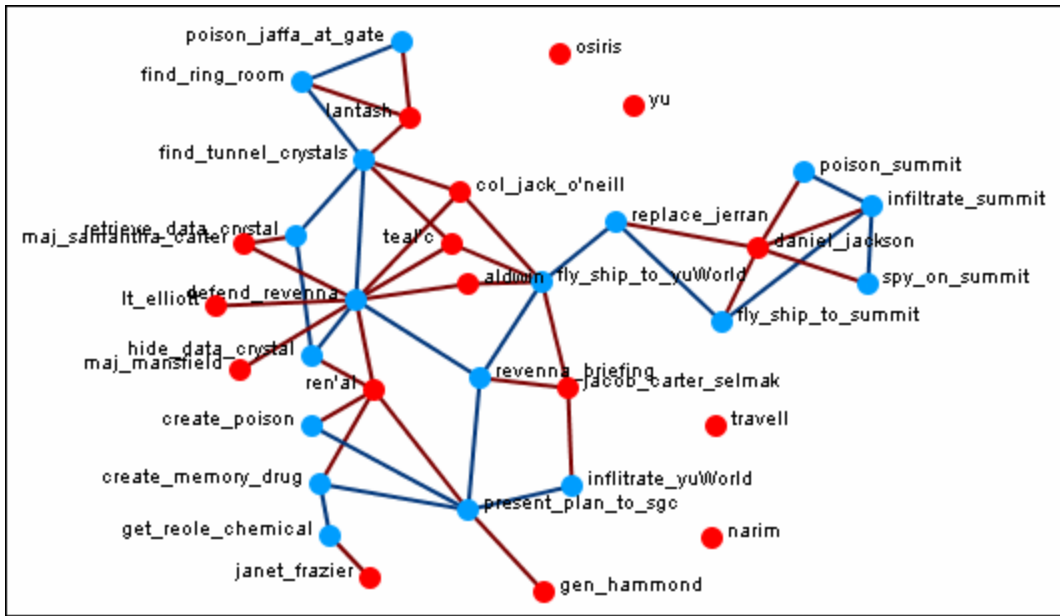 poison_jaffa_at_gate
osiris
find_ring_room
yu
lantash
find_tunnel_crystals
poison_summit
col_jack_o'neill
infiltrate_summit
replace_jerran
retrieve_data_crystal
maj_samantha_carter
teal'c
daniel_jackson
aldwin
fly_ship_to_yuWorld
spy_on_summit
lt_elliott
defend_revenna
fly_ship_to_summit
hide_data_crystal
maj_mansfield
revenna_briefing
ren'al
jacob_carter_selmak
create_poison
travell
create_memory_drug
inflitrate_yuWorld
present_plan_to_sgc
get_reole_chemical
narim
janet_frazier
gen_hammond